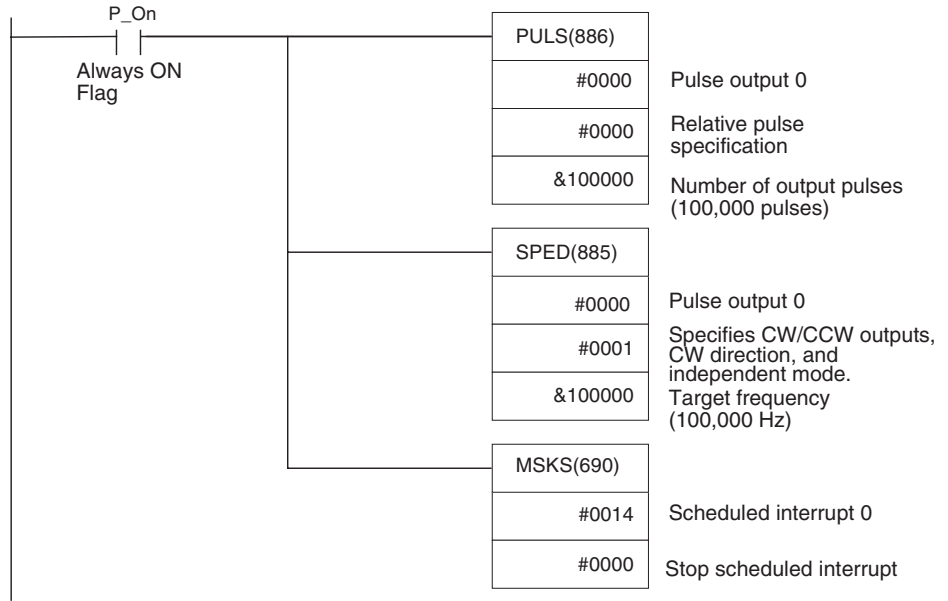 P_On
Always ON
Flag
PULS(886)
#0000 Pulse output 0
#0000 Relative pulse
specification
&100000 Number of output pulses
(100,000 pulses)
SPED(885)
#0000 Pulse output 0
#0001 Specifies CW/CCW outputs,
CW direction, and
independent mode.
&100000 Target frequency
(100,000 Hz)
MSKS(690)
#0014 Scheduled interrupt 0
#0000 Stop scheduled interrupt